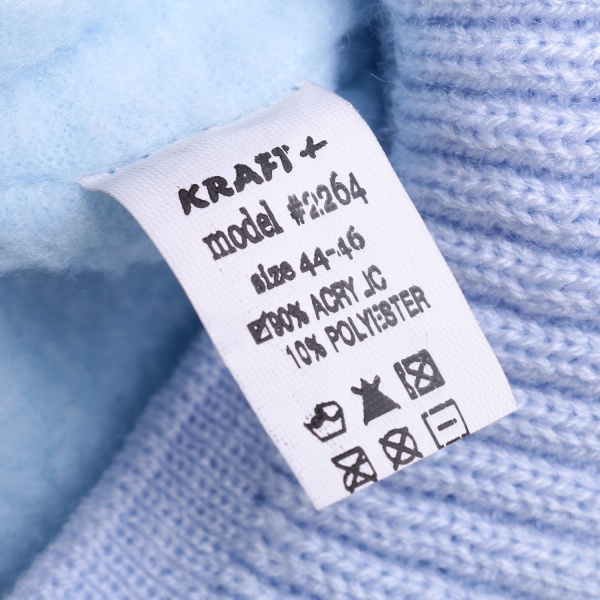 KRAFT+
model #2264
size 44-46
90% ACRYLIC
10% POLYESTER